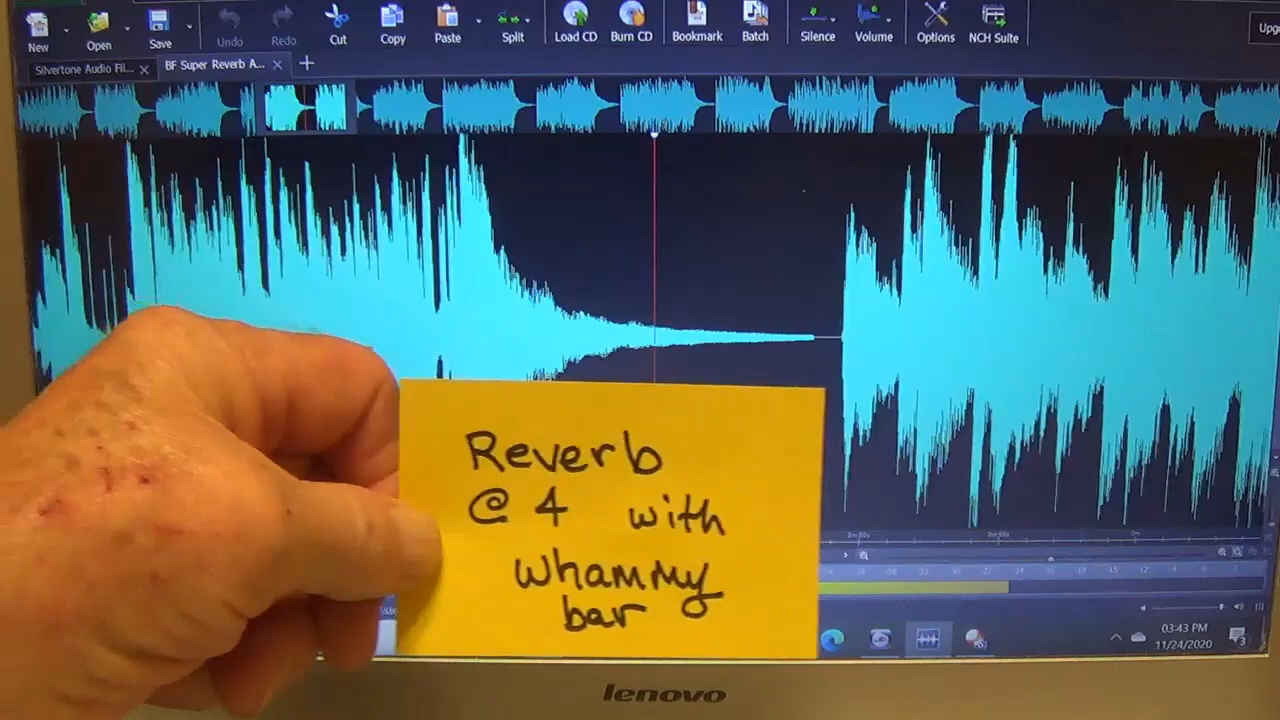 New
Open
Save
Undo
Redo
Cut
Copy
Paste
Split
Load CD
Burn CD
Bookmark
Batch
Silence
Volume
Options
NCH Suite
Silvertone Audio Fil...
BF Super Reverb A...
Reverb
@ 4 with
Whammy
bar
03:43 PM
11/24/2020
3
lenovo